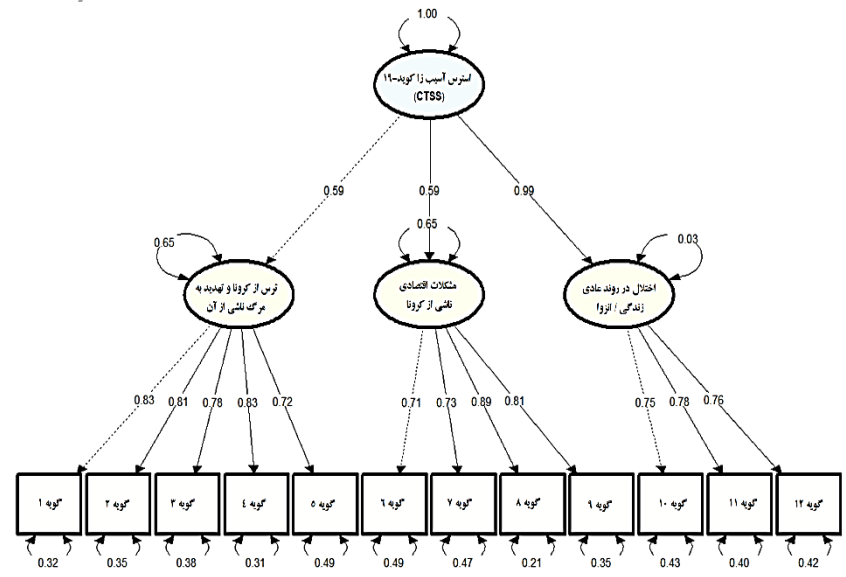 1.00
استرس آسیب زا کوید-۱۹
(CTSS)
0.59
0.59
0.99
0.65
0.65
0.03
ترس از کرونا و تهدید به
مرگ ناشی از آن
مشکلات اقتصادی
ناشی از کرونا
اختلال در روند عادی
زندگی / انزوا
0.83
0.81
0.78
0.83
0.72
0.71
0.73
0.89
0.81
0.75
0.78
0.76
گویه ۱
گویه ۲
گویه ۳
گویه ٤
گویه ۵
گویه ۶
گویه ۷
گویه ۸
گویه ۹
گویه ۱۰
گویه ۱۱
گویه ۱۲
0.32
0.35
0.38
0.31
0.49
0.49
0.47
0.21
0.35
0.43
0.40
0.42